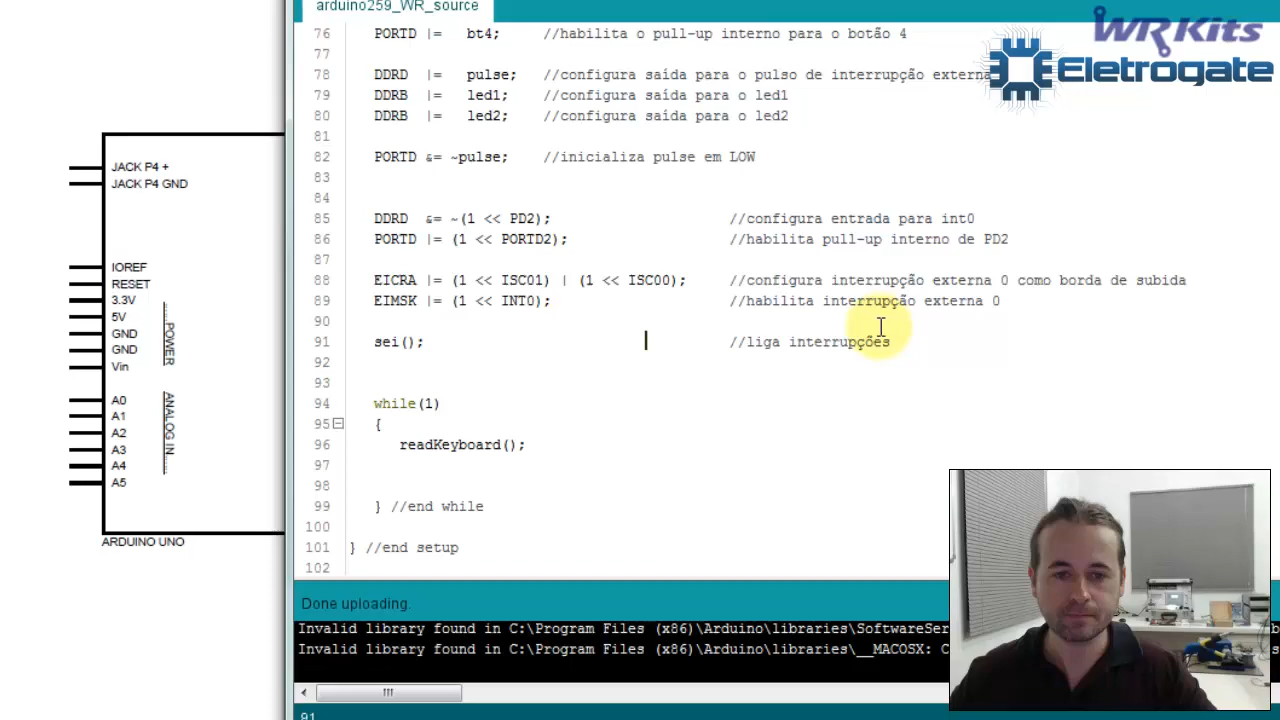 arduino259_WR_source
WRKits
Eletrogate
76 PORTD |= bt4; //habilita o pull-up interno para o botão 4
77
78 DDRD |= pulse; //configura saída para o pulso de interrupção externa
79 DDRB |= led1; //configura saída para o led1
80 DDRB |= led2; //configura saída para o led2
81
82 PORTD &= ~pulse; //inicializa pulse em LOW
83
84
85 DDRD &= ~(1 << PD2); //configura entrada para int0
86 PORTD |= (1 << PORTD2); //habilita pull-up interno de PD2
87
88 EICRA |= (1 << ISC01) | (1 << ISC00); //configura interrupção externa 0 como borda de subida
89 EIMSK |= (1 << INT0); //habilita interrupção externa 0
90
91 sei(); //liga interrupções
92
93
94 while(1)
95 {
96 readKeyboard();
97
98
99 } //end while
100
101 } //end setup
102
JACK P4 +
JACK P4 GND
IOREF
RESET
3.3V
5V
GND
GND
Vin
POWER
A0
A1
A2
A3
A4
A5
ANALOG IN
ARDUINO UNO
Done uploading.
Invalid library found in C:\Program Files (x86)\Arduino\libraries\SoftwareSer
Invalid library found in C:\Program Files (x86)\Arduino\libraries\__MACOSX: C
91